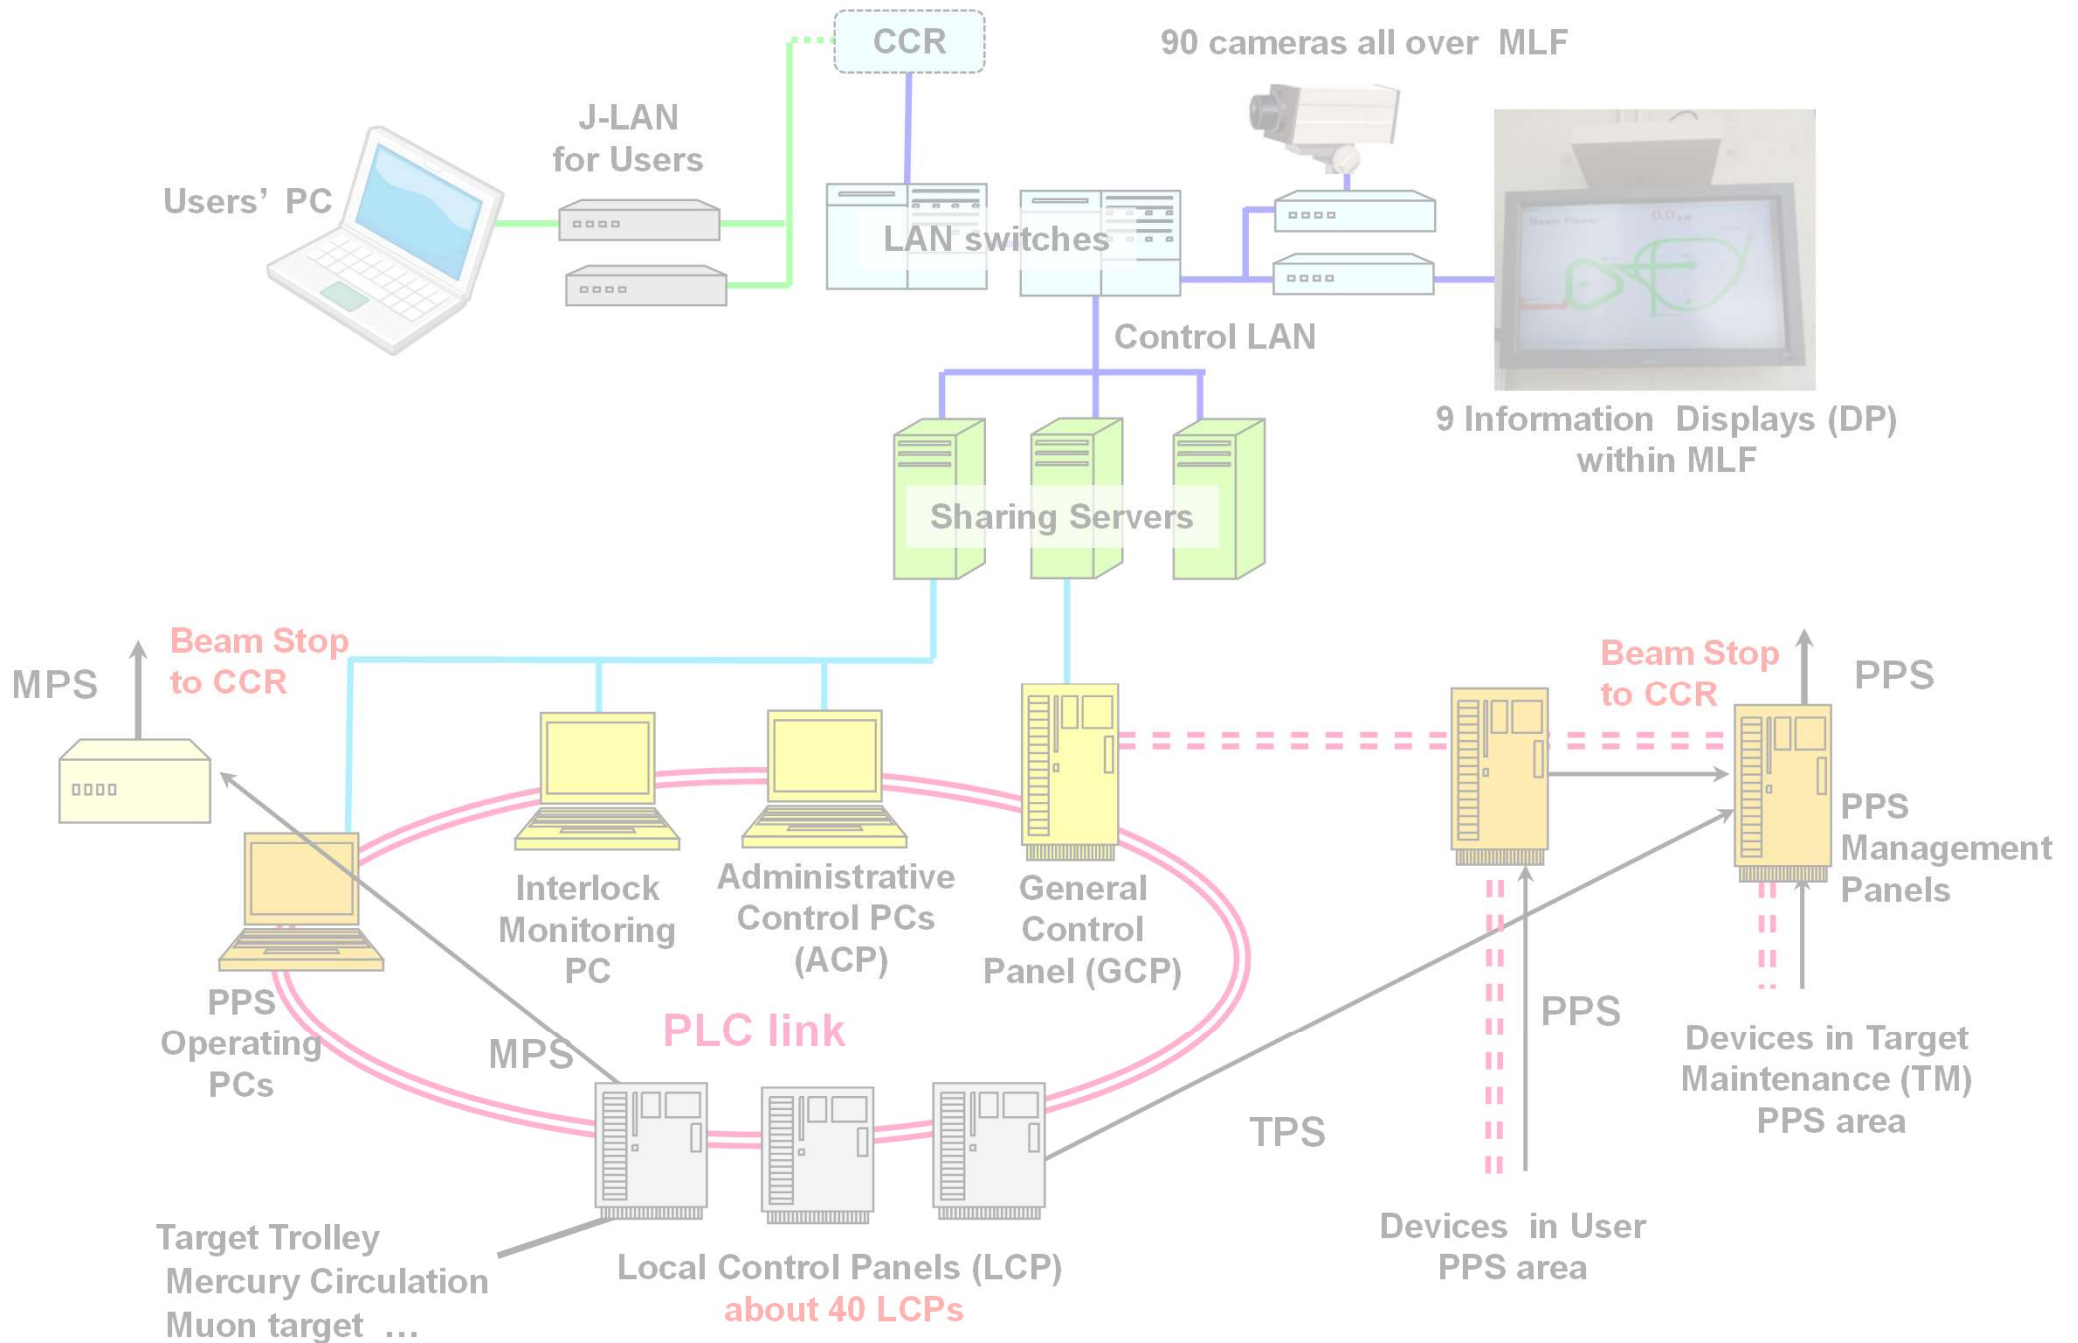 CCR
90 cameras all over MLF
J-LAN
for Users
Users' PC
LAN switches
Beam Power
0.0
Control LAN
9 Information Displays (DP)
within MLF
Sharing Servers
Beam Stop
to CCR
MPS
Beam Stop
to CCR
PPS
PPS
Management
Panels
Interlock
Monitoring
PC
Administrative
Control PCs
(ACP)
General
Control
Panel (GCP)
PPS
Operating
PCs
MPS
PLC link
PPS
Devices in Target
Maintenance (TM)
PPS area
TPS
Target Trolley
Mercury Circulation
Muon target ...
Local Control Panels (LCP)
about 40 LCPs
Devices in User
PPS area